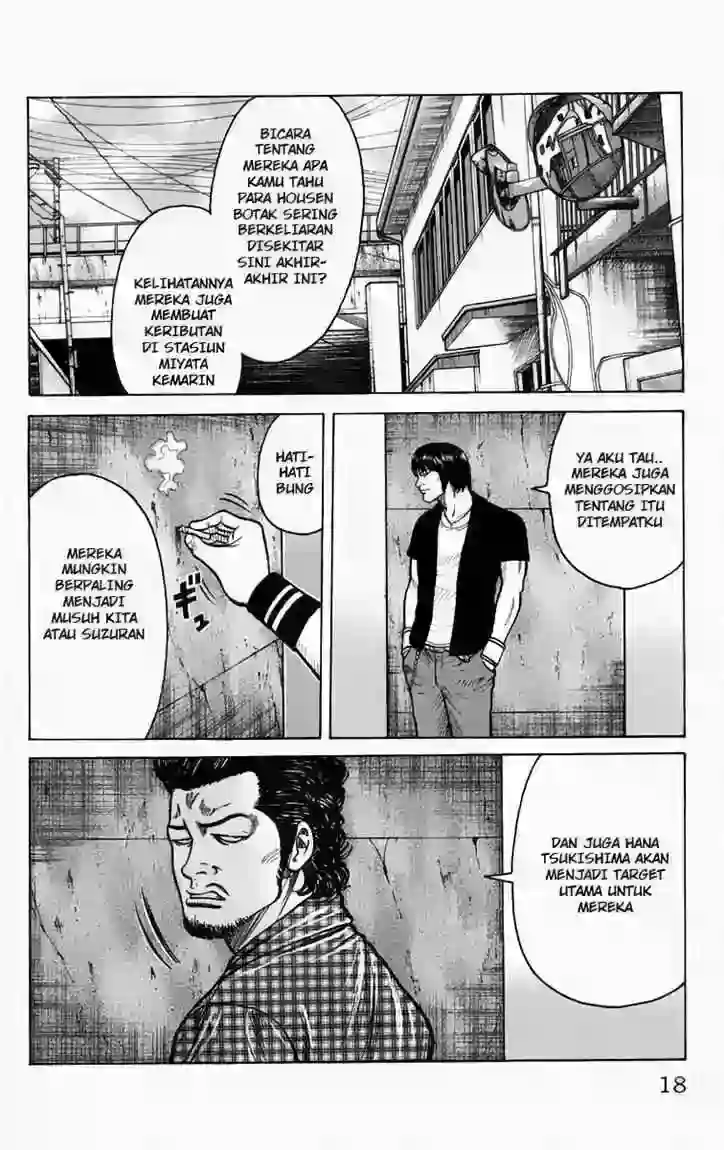 BICARA
TENTANG
MEREKA APA
KAMU TAHU
PARA HOUSEN
BOTAK SERING
BERKELIARAN
DISEKITAR
SINI AKHIR-
AKHIR INI?
KELIHATANNYA
MEREKA JUGA
MEMBUAT
KERIBUTAN
DI STASIUN
MIYATA
KEMARIN
YA AKU TAU..
MEREKA JUGA
MENGGOSIPKAN
TENTANG ITU
DITEMPATKU
HATI-
HATI
BUNG
MEREKA
MUNGKIN
BERPALING
MENJADI
MUSUH KITA
ATAU SUZURAN
ギュ
DAN JUGA HANA
TSUKISHIMA AKAN
MENJADI TARGET
UTAMA UNTUK
MEREKA
18